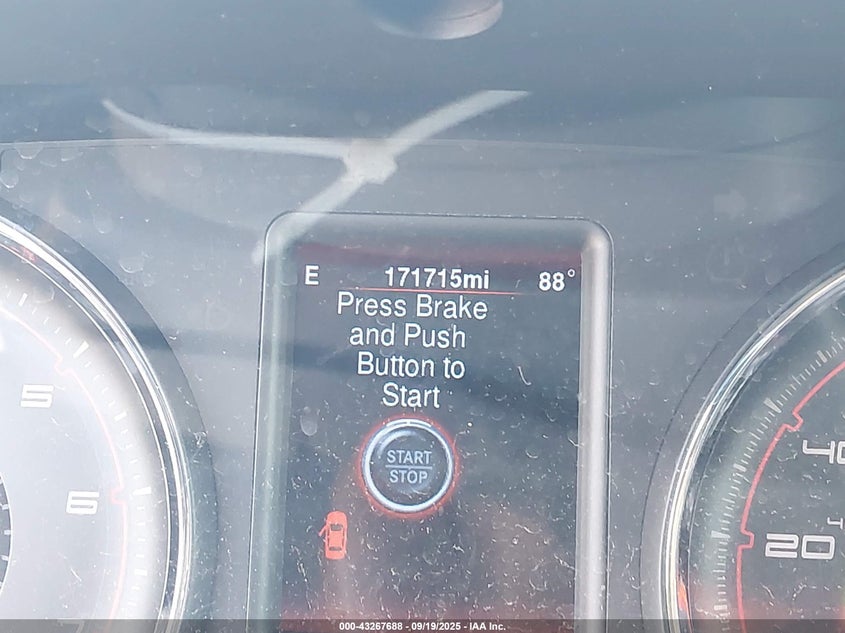 E 171715mi 88°
Press Brake
and Push
Button to
Start
START
STOP
5
6
40
20
000-43267688 - 09/19/2025 - IAA Inc.